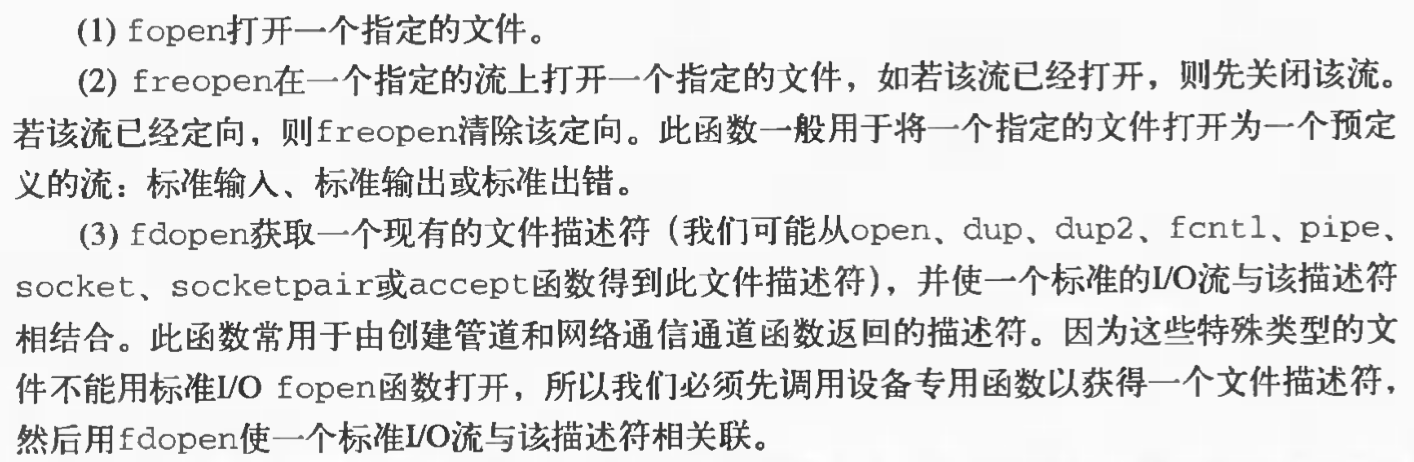 (1) fopen打开一个指定的文件。
(2) freopen在一个指定的流上打开一个指定的文件，如若该流已经打开，则先关闭该流。
若该流已经定向，则freopen清除该定向。此函数一般用于将一个指定的文件打开为一个预定
义的流：标准输入、标准输出或标准出错。
(3) fdopen获取一个现有的文件描述符（我们可能从open、dup、dup2、fcntl、pipe、
socket、socketpair或accept函数得到此文件描述符），并使一个标准的I/O流与该描述符
相结合。此函数常用于由创建管道和网络通信通道函数返回的描述符。因为这些特殊类型的文
件不能用标准I/O fopen函数打开，所以我们必须先调用设备专用函数以获得一个文件描述符，
然后用fdopen使一个标准I/O流与该描述符相关联。